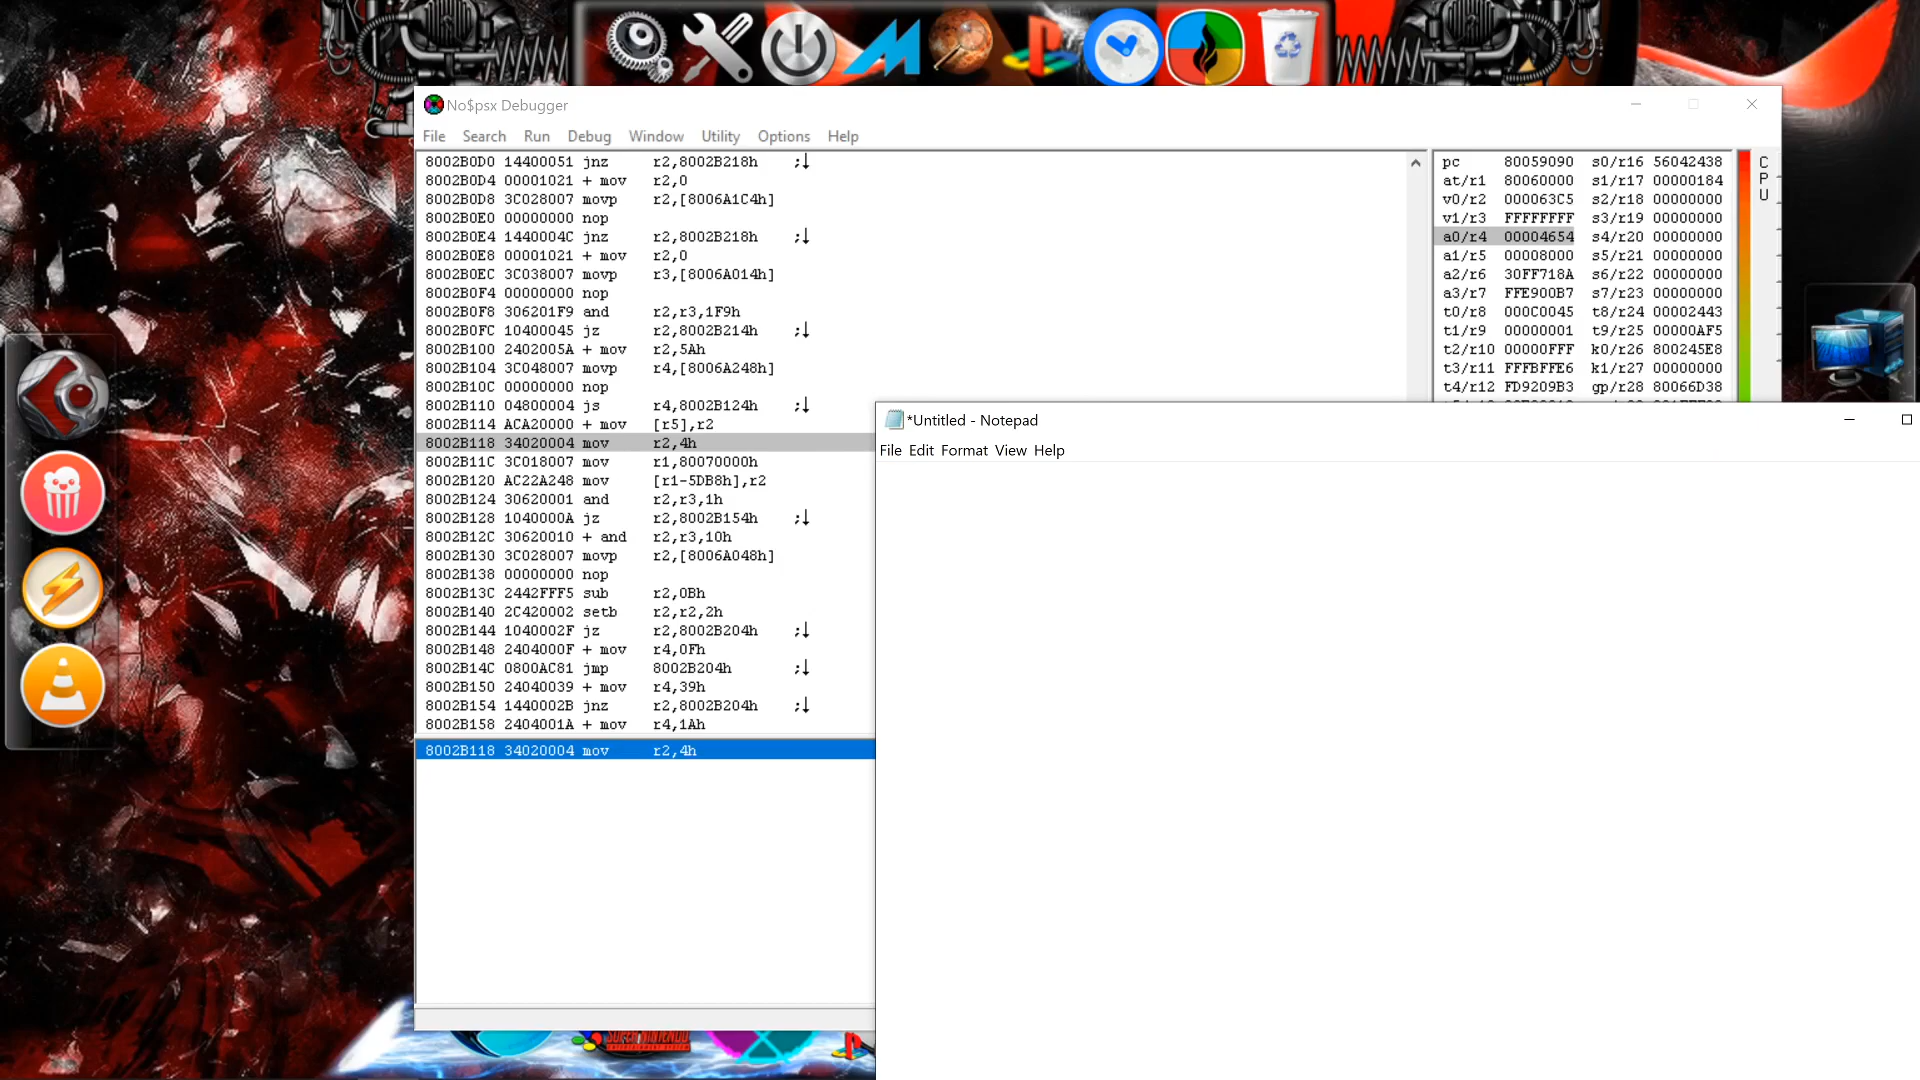 No$psx Debugger
File Search Run Debug Window Utility Options Help
8002B0D0 14400051 jnz r2,8002B218h ;↓
8002B0D4 00001021 + mov r2,0
8002B0D8 3C028007 movp r2,[8006A1C4h]
8002B0E0 00000000 nop
8002B0E4 1440004C jnz r2,8002B218h ;↓
8002B0E8 00001021 + mov r2,0
8002B0EC 3C038007 movp r3,[8006A014h]
8002B0F4 00000000 nop
8002B0F8 306201F9 and r2,r3,1F9h
8002B0FC 10400045 jz r2,8002B214h ;↓
8002B100 2402005A + mov r2,5Ah
8002B104 3C048007 movp r4,[8006A248h]
8002B10C 00000000 nop
8002B110 04800004 js r4,8002B124h ;↓
8002B114 ACA20000 + mov [r5],r2
8002B118 34020004 mov r2,4h
8002B11C 3C018007 mov r1,80070000h
8002B120 AC22A248 mov [r1-5DB8h],r2
8002B124 30620001 and r2,r3,1h
8002B128 1040000A jz r2,8002B154h ;↓
8002B12C 30620010 + and r2,r3,10h
8002B130 3C028007 movp r2,[8006A048h]
8002B138 00000000 nop
8002B13C 2442FFF5 sub r2,0Bh
8002B140 2C420002 setb r2,r2,2h
8002B144 1040002F jz r2,8002B204h ;↓
8002B148 2404000F + mov r4,0Fh
8002B14C 0800AC81 jmp 8002B204h ;↓
8002B150 24040039 + mov r4,39h
8002B154 1440002B jnz r2,8002B204h ;↓
8002B158 2404001A + mov r4,1Ah
8002B118 34020004 mov r2,4h
pc 80059090 s0/r16 56042438
at/r1 80060000 s1/r17 00000184
v0/r2 000063C5 s2/r18 00000000
v1/r3 FFFFFFFF s3/r19 00000000
a0/r4 00004654 s4/r20 00000000
a1/r5 00008000 s5/r21 00000000
a2/r6 30FF718A s6/r22 00000000
a3/r7 FFE900B7 s7/r23 00000000
t0/r8 000C0045 t8/r24 00002443
t1/r9 00000001 t9/r25 00000AF5
t2/r10 00000FFF k0/r26 800245E8
t3/r11 FFFBFFE6 k1/r27 00000000
t4/r12 FD9209B3 gp/r28 80066D38
CPU
*Untitled - Notepad
File Edit Format View Help